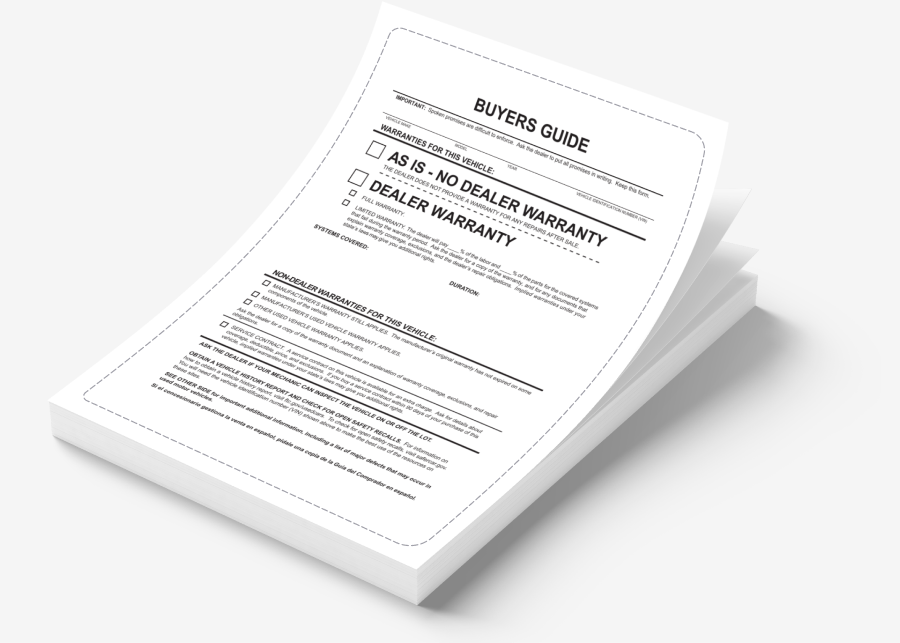 BUYERS GUIDE
IMPORTANT: Spoken promises are difficult to enforce. Ask the dealer to put all promises in writing. Keep this form.
VEHICLE MAKE MODEL YEAR VEHICLE IDENTIFICATION NUMBER (VIN)
WARRANTIES FOR THIS VEHICLE:
AS IS - NO DEALER WARRANTY
THE DEALER DOES NOT PROVIDE A WARRANTY FOR ANY REPAIRS AFTER SALE.
DEALER WARRANTY
FULL WARRANTY.
LIMITED WARRANTY. The dealer will pay ____% of the labor and ____% of the parts for the covered systems
that fail during the warranty period. Ask the dealer for a copy of the warranty, and for any documents that
explain warranty coverage, exclusions, and the dealer's repair obligations. Implied warranties under your
state's laws may give you additional rights.
SYSTEMS COVERED: DURATION:
NON-DEALER WARRANTIES FOR THIS VEHICLE:
MANUFACTURER'S WARRANTY STILL APPLIES. The manufacturer's original warranty has not expired on some
components of the vehicle.
MANUFACTURER'S USED VEHICLE WARRANTY APPLIES.
OTHER USED VEHICLE WARRANTY APPLIES.
Ask the dealer for a copy of the warranty document and an explanation of warranty coverage, exclusions, and repair
obligations.
SERVICE CONTRACT. A service contract on this vehicle is available for an extra charge. Ask for details about
coverage, deductible, price, and exclusions. If you buy a service contract within 90 days of your purchase of this
vehicle, implied warranties under your state's laws may give you additional rights.
ASK THE DEALER IF YOUR MECHANIC CAN INSPECT THE VEHICLE ON OR OFF THE LOT.
OBTAIN A VEHICLE HISTORY REPORT AND CHECK FOR OPEN SAFETY RECALLS. For information on
how to obtain a vehicle history report, visit ftc.gov/usedcars. To check for open safety recalls, visit safercar.gov.
You will need the vehicle identification number (VIN) shown above to make the best use of the resources on
these sites.
SEE OTHER SIDE for important additional information, including a list of major defects that may occur in
used motor vehicles.
Si el concesionario gestiona la venta en español, pídale una copia de la Guía del Comprador en español.